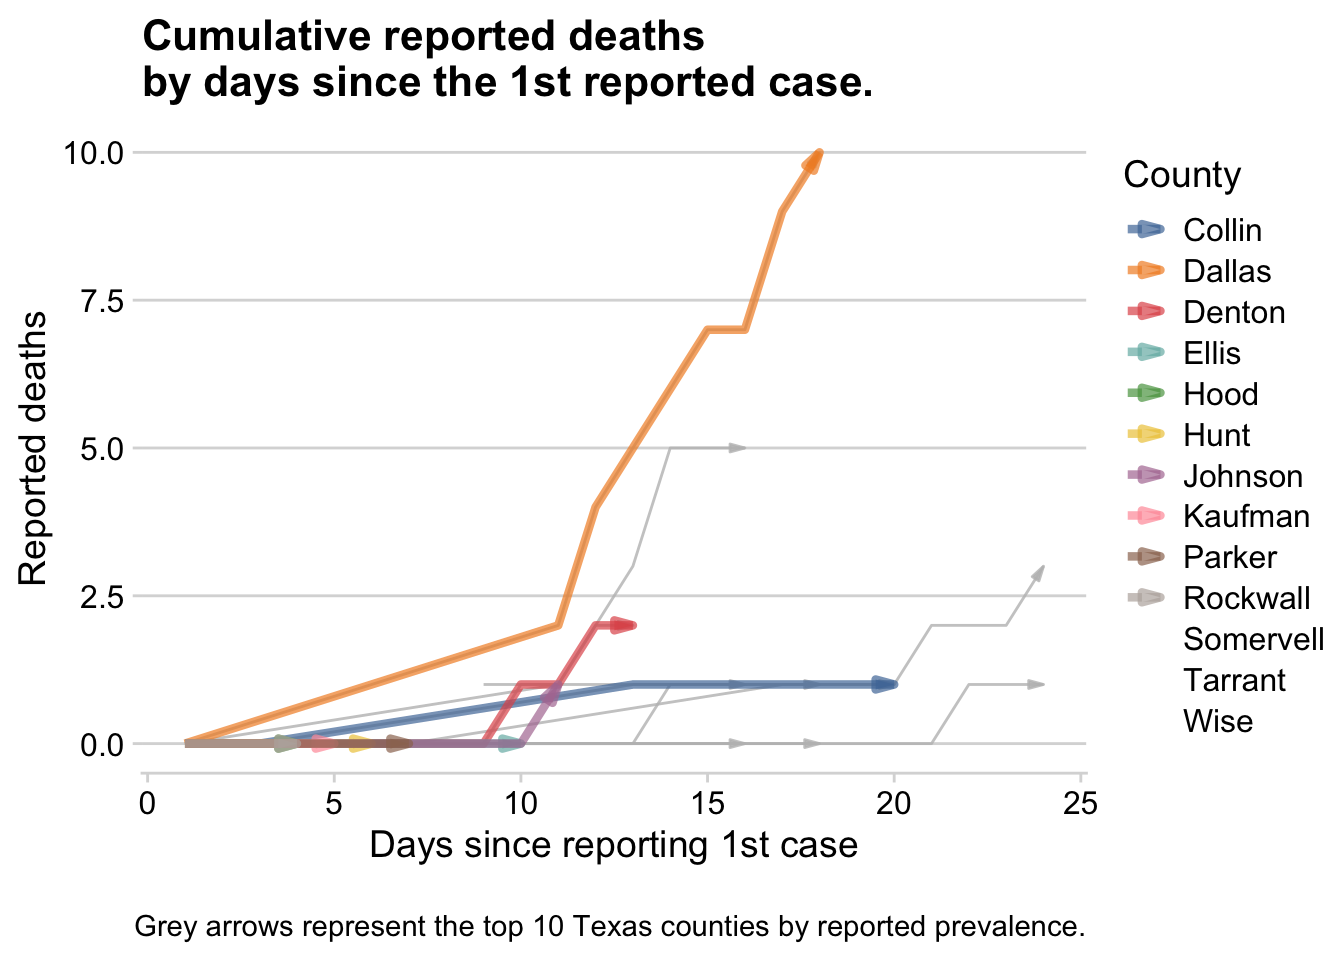 Cumulative reported deaths
by days since the 1st reported case.
10.0
7.5
5.0
2.5
0.0
Reported deaths
0
5
10
15
20
25
Days since reporting 1st case
County
Collin
Dallas
Denton
Ellis
Hood
Hunt
Johnson
Kaufman
Parker
Rockwall
Somervell
Tarrant
Wise
Grey arrows represent the top 10 Texas counties by reported prevalence.